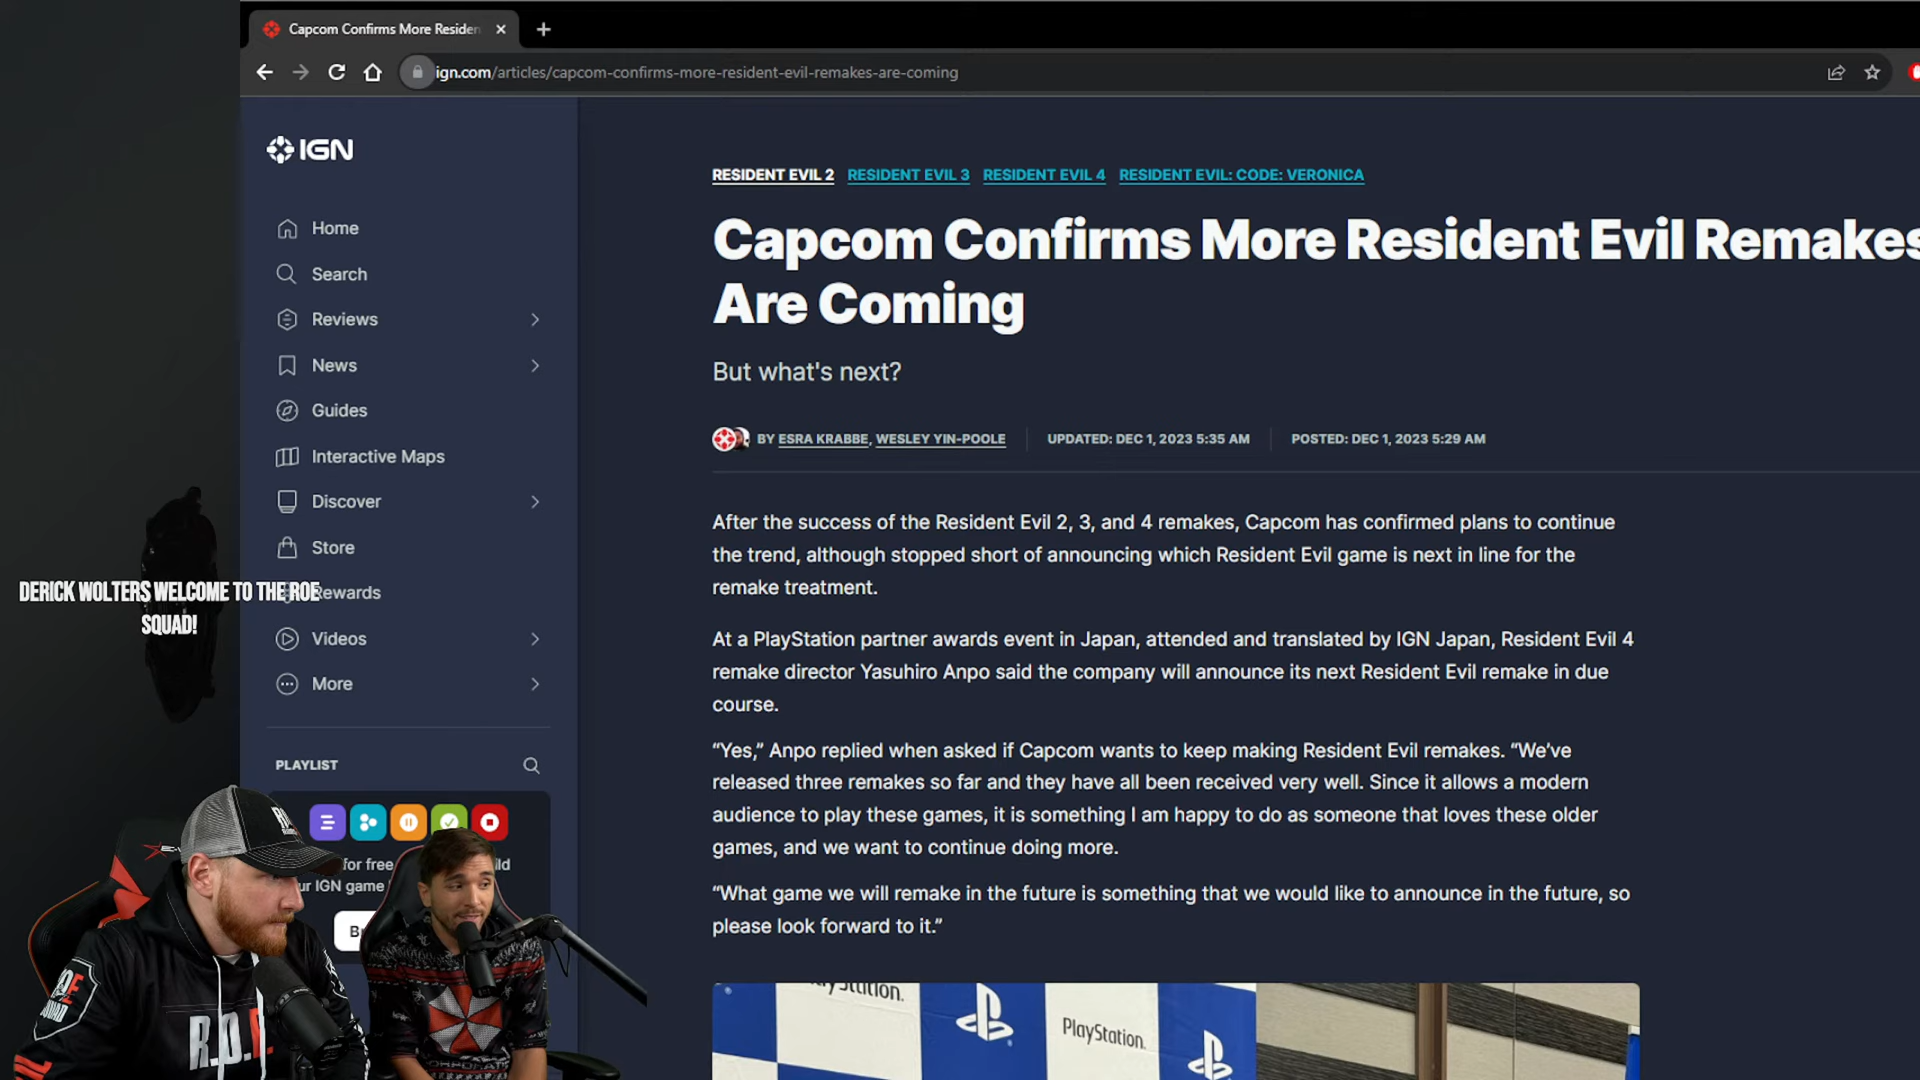 Capcom Confirms More Residen
ign.com/articles/capcom-confirms-more-resident-evil-remakes-are-coming
IGN
Home
Search
Reviews
News
Guides
Interactive Maps
Discover
Store
Rewards
Videos
More
PLAYLIST
for free
ild
ur IGN game
DERICK WOLTERS WELCOME TO THE ROE
SQUAD!
RESIDENT EVIL 2 RESIDENT EVIL 3 RESIDENT EVIL 4 RESIDENT EVIL: CODE: VERONICA
Capcom Confirms More Resident Evil Remakes
Are Coming
But what's next?
BY ESRA KRABBE, WESLEY YIN-POOLE UPDATED: DEC 1, 2023 5:35 AM POSTED: DEC 1, 2023 5:29 AM
After the success of the Resident Evil 2, 3, and 4 remakes, Capcom has confirmed plans to continue
the trend, although stopped short of announcing which Resident Evil game is next in line for the
remake treatment.
At a PlayStation partner awards event in Japan, attended and translated by IGN Japan, Resident Evil 4
remake director Yasuhiro Anpo said the company will announce its next Resident Evil remake in due
course.
“Yes,” Anpo replied when asked if Capcom wants to keep making Resident Evil remakes. “We’ve
released three remakes so far and they have all been received very well. Since it allows a modern
audience to play these games, it is something I am happy to do as someone that loves these older
games, and we want to continue doing more.
“What game we will remake in the future is something that we would like to announce in the future, so
please look forward to it.”
PlayStation.
PlayStation.
R.O.E
SQUAD
R.O.E.